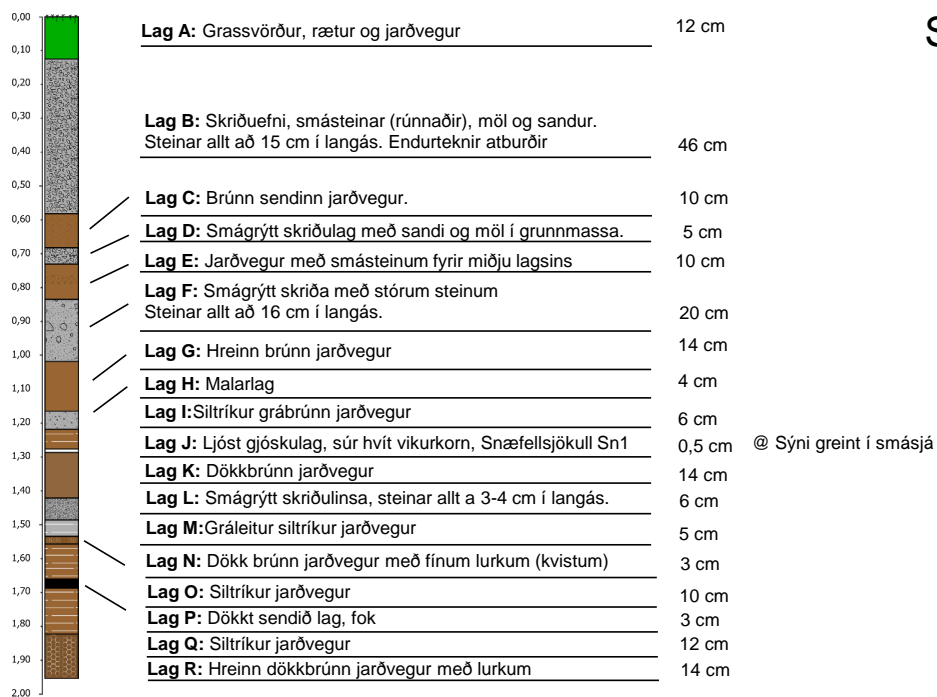 S
0,00
Lag A: Grassvörður, rætur og jarðvegur 12 cm
0,10
0,20
0,30
Lag B: Skriðuefni, smásteinar (rúnnaðir), möl og sandur.
Steinar allt að 15 cm í langás. Endurteknir atburðir 46 cm
0,40
0,50
Lag C: Brúnn sendinn jarðvegur. 10 cm
0,60
Lag D: Smágrýtt skriðulag með sandi og möl í grunnmassa. 5 cm
0,70
Lag E: Jarðvegur með smásteinum fyrir miðju lagsins 10 cm
0,80
Lag F: Smágrýtt skriða með stórum steinum
Steinar allt að 16 cm í langás. 20 cm
0,90
1,00
Lag G: Hreinn brúnn jarðvegur 14 cm
Lag H: Malarlag 4 cm
1,10
Lag I:Siltríkur grábrúnn jarðvegur 6 cm
1,20
Lag J: Ljóst gjóskulag, súr hvít vikurkorn, Snæfellsjökull Sn1 0,5 cm @ Sýni greint í smásjá
1,30
Lag K: Dökkbrúnn jarðvegur 14 cm
1,40
Lag L: Smágrýtt skriðulinsa, steinar allt a 3-4 cm í langás. 6 cm
1,50
Lag M:Gráleitur siltríkur jarðvegur 5 cm
Lag N: Dökk brúnn jarðvegur með fínum lurkum (kvistum) 3 cm
1,60
Lag O: Siltríkur jarðvegur 10 cm
1,70
Lag P: Dökkt sendið lag, fok 3 cm
1,80
Lag Q: Siltríkur jarðvegur 12 cm
1,90
Lag R: Hreinn dökkbrúnn jarðvegur með lurkum 14 cm
2,00